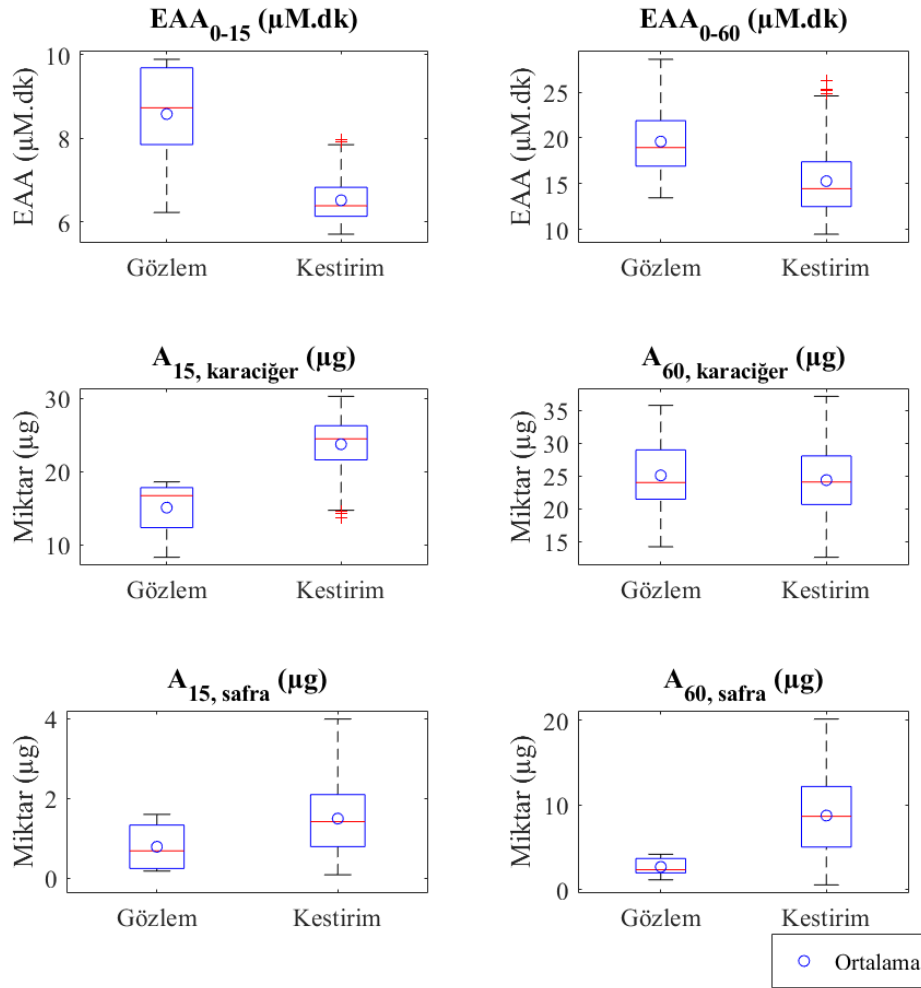 EAA0-15 (µM.dk)
EAA (µM.dk)
10
8
6
Gözlem Kestirim
EAA0-60 (µM.dk)
EAA (µM.dk)
25
20
15
10
Gözlem Kestirim
A15, karaciğer (µg)
Miktar (µg)
30
20
10
Gözlem Kestirim
A60, karaciğer (µg)
Miktar (µg)
35
30
25
20
15
Gözlem Kestirim
A15, safra (µg)
Miktar (µg)
4
2
0
Gözlem Kestirim
A60, safra (µg)
Miktar (µg)
20
10
0
Gözlem Kestirim
Ortalama